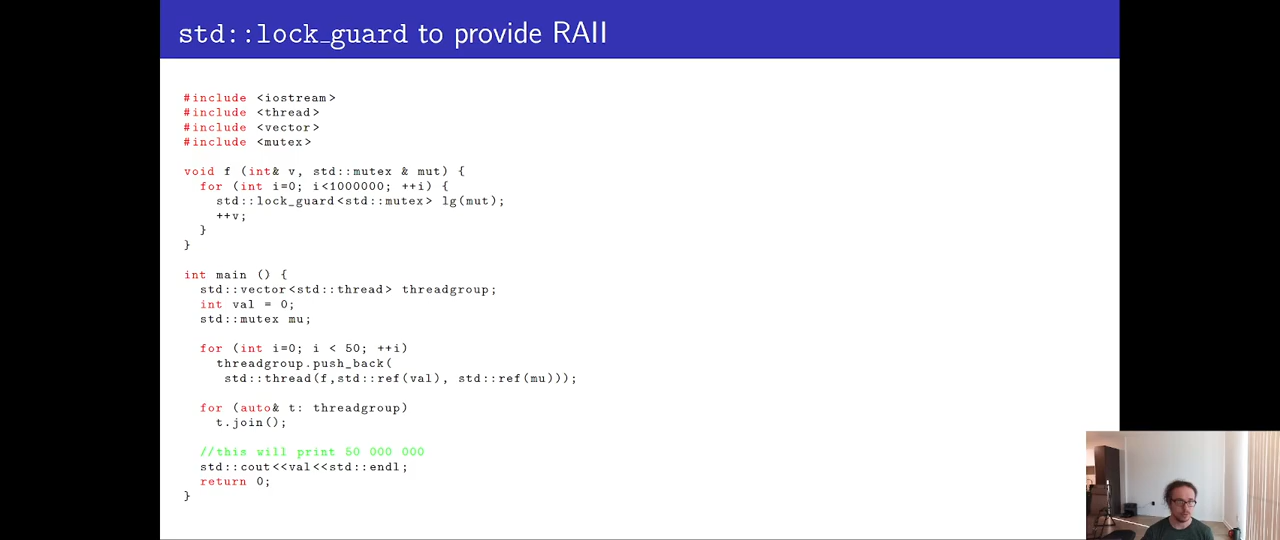 std::lock_guard to provide RAII
#include <iostream>
#include <thread>
#include <vector>
#include <mutex>
void f (int& v, std::mutex & mut) {
for (int i=0; i<1000000; ++i) {
std::lock_guard<std::mutex> lg(mut);
++v;
}
}
int main () {
std::vector<std::thread> threadgroup;
int val = 0;
std::mutex mu;
for (int i=0; i < 50; ++i)
threadgroup.push_back(
std::thread(f,std::ref(val), std::ref(mu)));
for (auto& t: threadgroup)
t.join();
//this will print 50 000 000
std::cout<<val<<std::endl;
return 0;
}